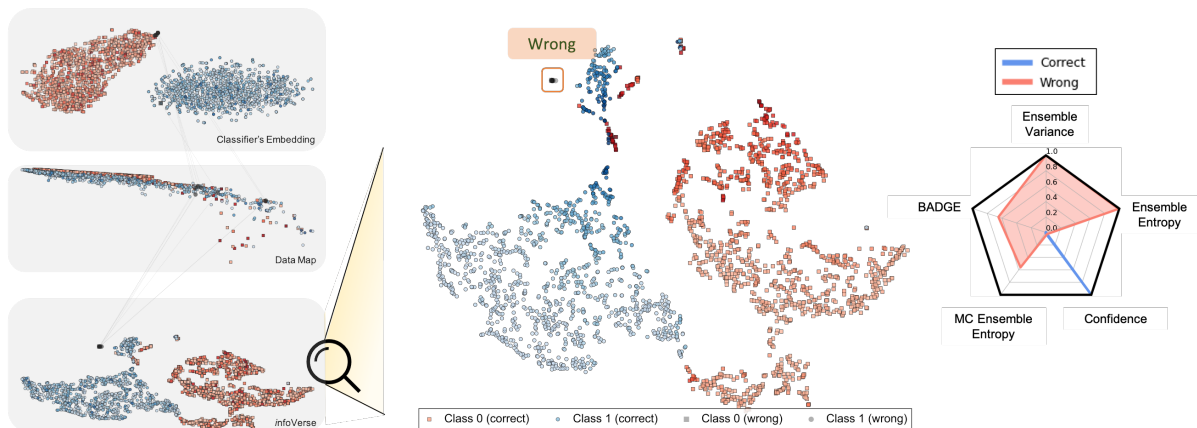 Classifier's Embedding
Data Map
infoVerse
Wrong
Class 0 (correct)
Class 1 (correct)
Class 0 (wrong)
Class 1 (wrong)
Correct
Wrong
Ensemble
Variance
1.0
0.8
0.6
0.4
0.2
0.0
BADGE
Ensemble
Entropy
MC Ensemble
Entropy
Confidence